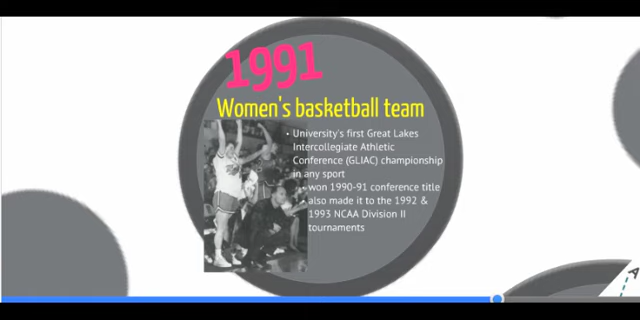 1991
Women's basketball team
• University's first Great Lakes
Intercollegiate Athletic
Conference (GLIAC) championship
in any sport
• won 1990-91 conference title
• also made it to the 1992 &
1993 NCAA Division II
tournaments
A